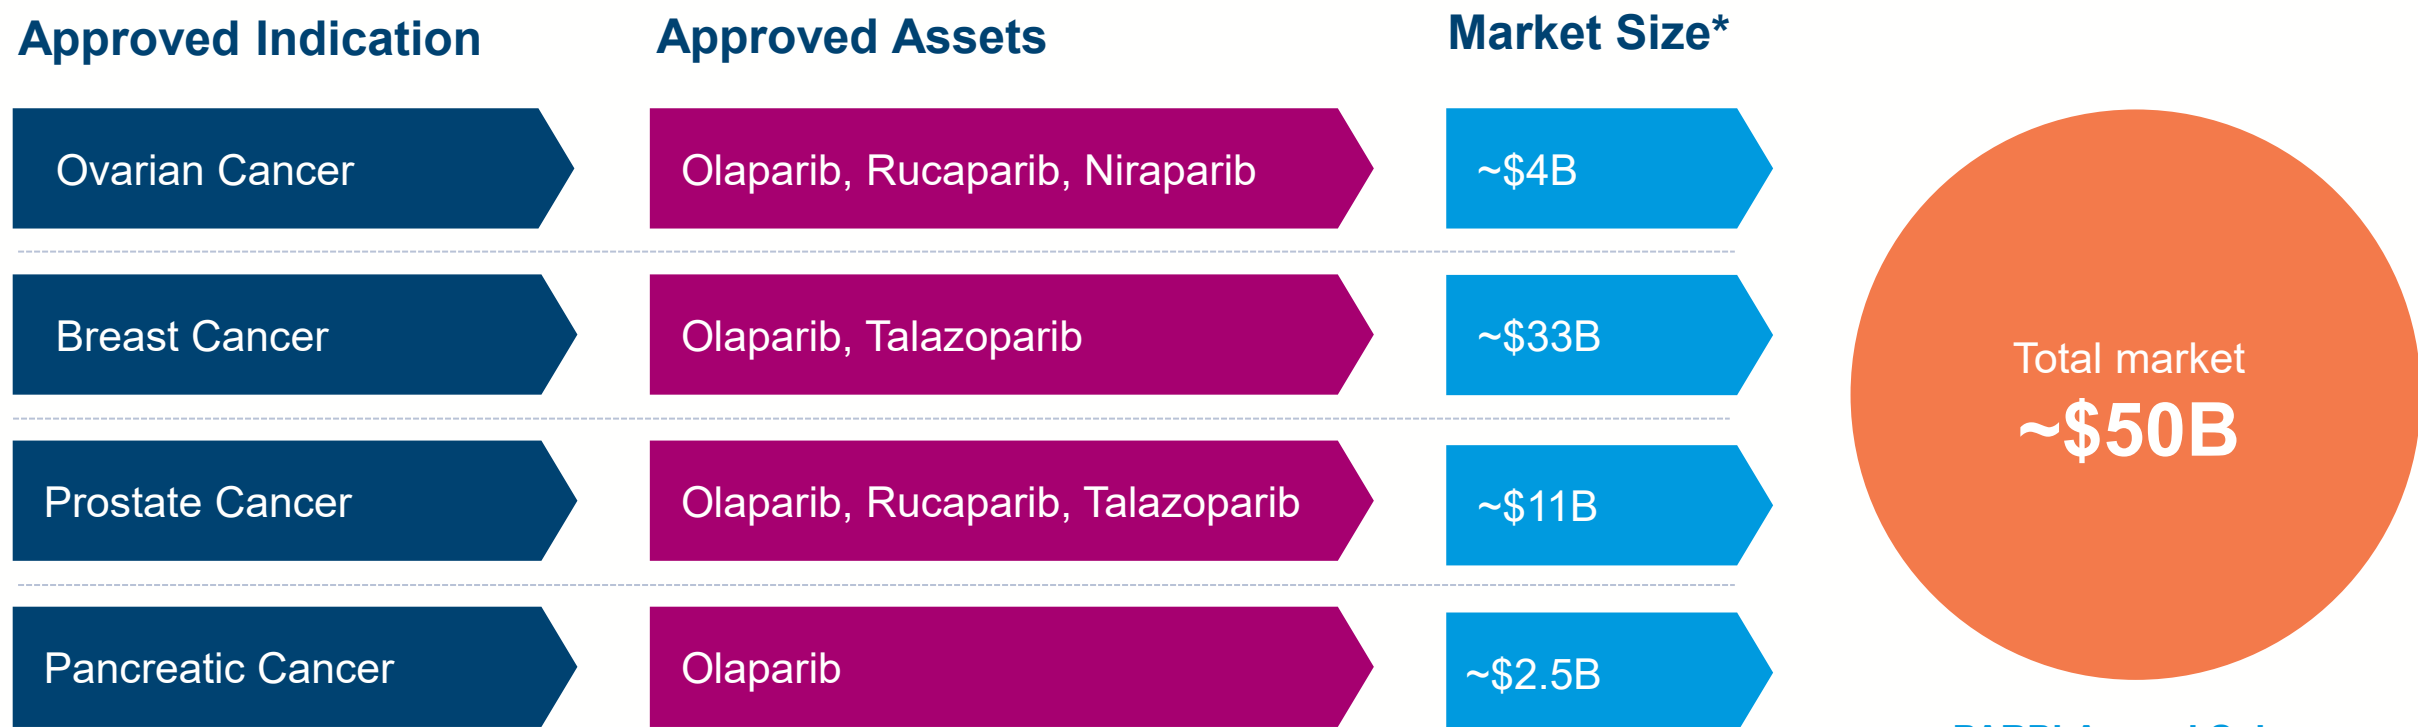 Approved Indication
Approved Assets
Market Size*
Ovarian Cancer
Olaparib, Rucaparib, Niraparib
~$4B
Breast Cancer
Olaparib, Talazoparib
~$33B
Prostate Cancer
Olaparib, Rucaparib, Talazoparib
~$11B
Pancreatic Cancer
Olaparib
~$2.5B
Total market
~$50B